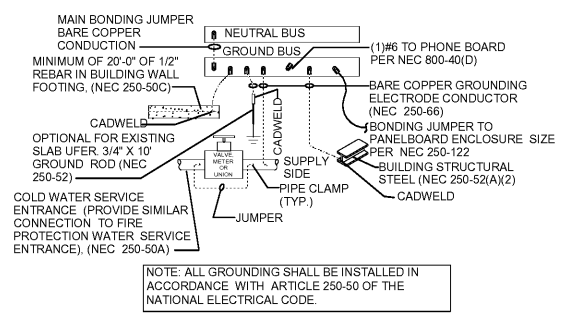 MAIN BONDING JUMPER
BARE COPPER
CONDUCTION
NEUTRAL BUS
GROUND BUS
(1)#6 TO PHONE BOARD
PER NEC 800-40(D)
MINIMUM OF 20'-0" OF 1/2"
REBAR IN BUILDING WALL
FOOTING, (NEC 250-50C)
BARE COPPER GROUNDING
ELECTRODE CONDUCTOR
(NEC 250-66)
CADWELD
CADWELD
BONDING JUMPER TO
PANELBOARD ENCLOSURE SIZE
PER NEC 250-122
OPTIONAL FOR EXISTING
SLAB UFER. 3/4" X 10'
GROUND ROD (NEC
250-52)
VALVE,
METER
OR
UNION
SUPPLY
SIDE
BUILDING STRUCTURAL
STEEL (NEC 250-52(A)(2)
PIPE CLAMP
(TYP.)
CADWELD
COLD WATER SERVICE
ENTRANCE (PROVIDE SIMILAR
CONNECTION TO FIRE
PROTECTION WATER SERVICE
ENTRANCE), (NEC 250-50A)
JUMPER
NOTE: ALL GROUNDING SHALL BE INSTALLED IN
ACCORDANCE WITH ARTICLE 250-50 OF THE
NATIONAL ELECTRICAL CODE.